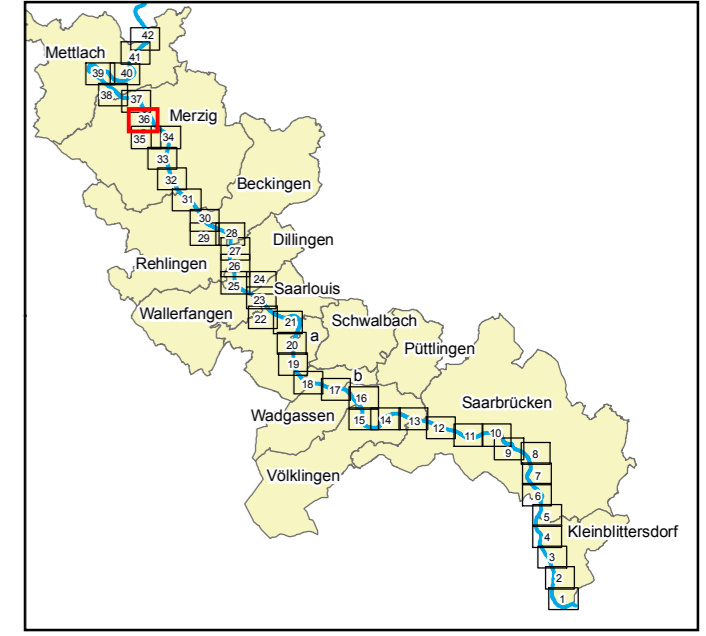 42
Mettlach
41
39
40
38
37
36
Merzig
35
34
33
32
Beckingen
31
30
28
29
Dillingen
27
Rehlingen
26
25
24
Saarlouis
23
Wallerfangen
22
21
Schwalbach
a
20
Püttlingen
19
b
18
17
16
Saarbrücken
Wadgassen
15
14
13
12
11
10
9
8
Völklingen
7
6
5
Kleinblittersdorf
4
3
2
1